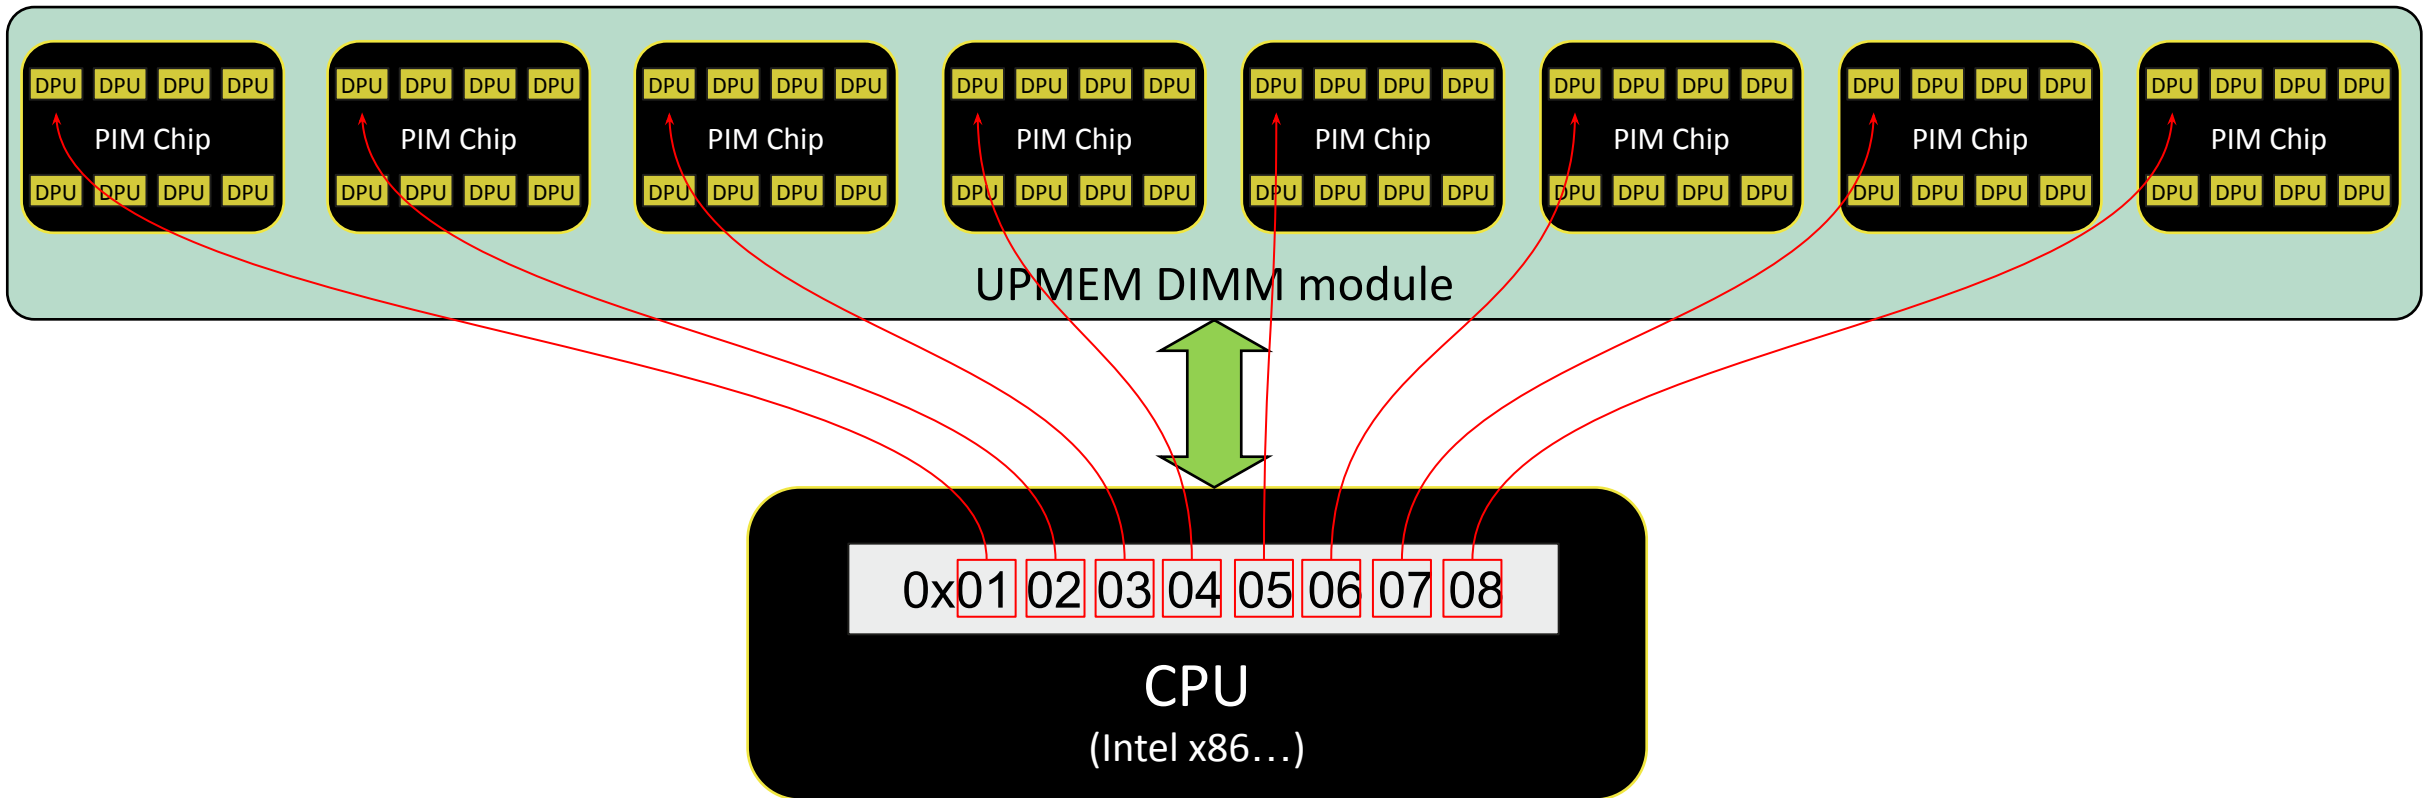 DPU DPU DPU DPU DPU DPU DPU DPU DPU DPU DPU DPU DPU DPU DPU DPU DPU DPU DPU DPU DPU DPU DPU DPU DPU DPU DPU DPU DPU DPU DPU DPU
PIM Chip PIM Chip PIM Chip PIM Chip PIM Chip PIM Chip PIM Chip PIM Chip
DPU DPU DPU DPU DPU DPU DPU DPU DPU DPU DPU DPU DPU DPU DPU DPU DPU DPU DPU DPU DPU DPU DPU DPU DPU DPU DPU DPU DPU DPU DPU DPU
UPMEM DIMM module
0x01 02 03 04 05 06 07 08
CPU
(Intel x86...)